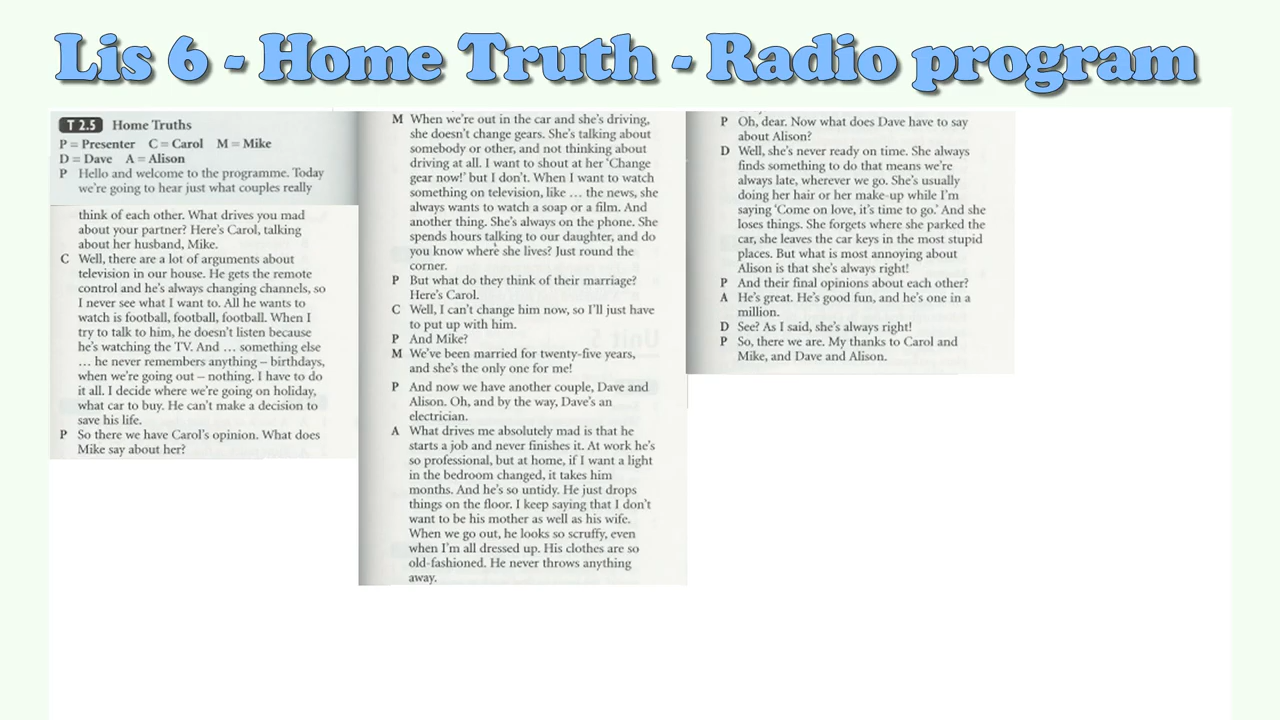 Lis 6 - Home Truth - Radio program
T 2.5 Home Truths
P = Presenter C = Carol M = Mike
D = Dave A = Alison
P Hello and welcome to the programme. Today
we're going to hear just what couples really
think of each other. What drives you mad
about your partner? Here's Carol, talking
about her husband, Mike.
C Well, there are a lot of arguments about
television in our house. He gets the remote
control and he's always changing channels, so
I never see what I want to. All he wants to
watch is football, football, football. When I
try to talk to him, he doesn't listen because
he's watching the TV. And … something else
… he never remembers anything – birthdays,
when we're going out – nothing. I have to do
it all. I decide where we're going on holiday,
what car to buy. He can't make a decision to
save his life.
P So there we have Carol's opinion. What does
Mike say about her?
M When we're out in the car and she's driving,
she doesn't change gears. She's talking about
somebody or other, and not thinking about
driving at all. I want to shout at her 'Change
gear now!' but I don't. When I want to watch
something on television, like … the news, she
always wants to watch a soap or a film. And
another thing. She's always on the phone. She
spends hours talking to our daughter, and do
you know where she lives? Just round the
corner.
P But what do they think of their marriage?
Here's Carol.
C Well, I can't change him now, so I'll just have
to put up with him.
P And Mike?
M We've been married for twenty-five years,
and she's the only one for me!
P And now we have another couple, Dave and
Alison. Oh, and by the way, Dave's an
electrician.
A What drives me absolutely mad is that he
starts a job and never finishes it. At work he's
so professional, but at home, if I want a light
in the bedroom changed, it takes him
months. And he's so untidy. He just drops
things on the floor. I keep saying that I don't
want to be his mother as well as his wife.
When we go out, he looks so scruffy, even
when I'm all dressed up. His clothes are so
old-fashioned. He never throws anything
away.
P Oh, dear. Now what does Dave have to say
about Alison?
D Well, she's never ready on time. She always
finds something to do that means we're
always late, wherever we go. She's usually
doing her hair or her make-up while I'm
saying 'Come on love, it's time to go.' And she
loses things. She forgets where she parked the
car, she leaves the car keys in the most stupid
places. But what is most annoying about
Alison is that she's always right!
P And their final opinions about each other?
A He's great. He's good fun, and he's one in a
million.
D See? As I said, she's always right!
P So, there we are. My thanks to Carol and
Mike, and Dave and Alison.